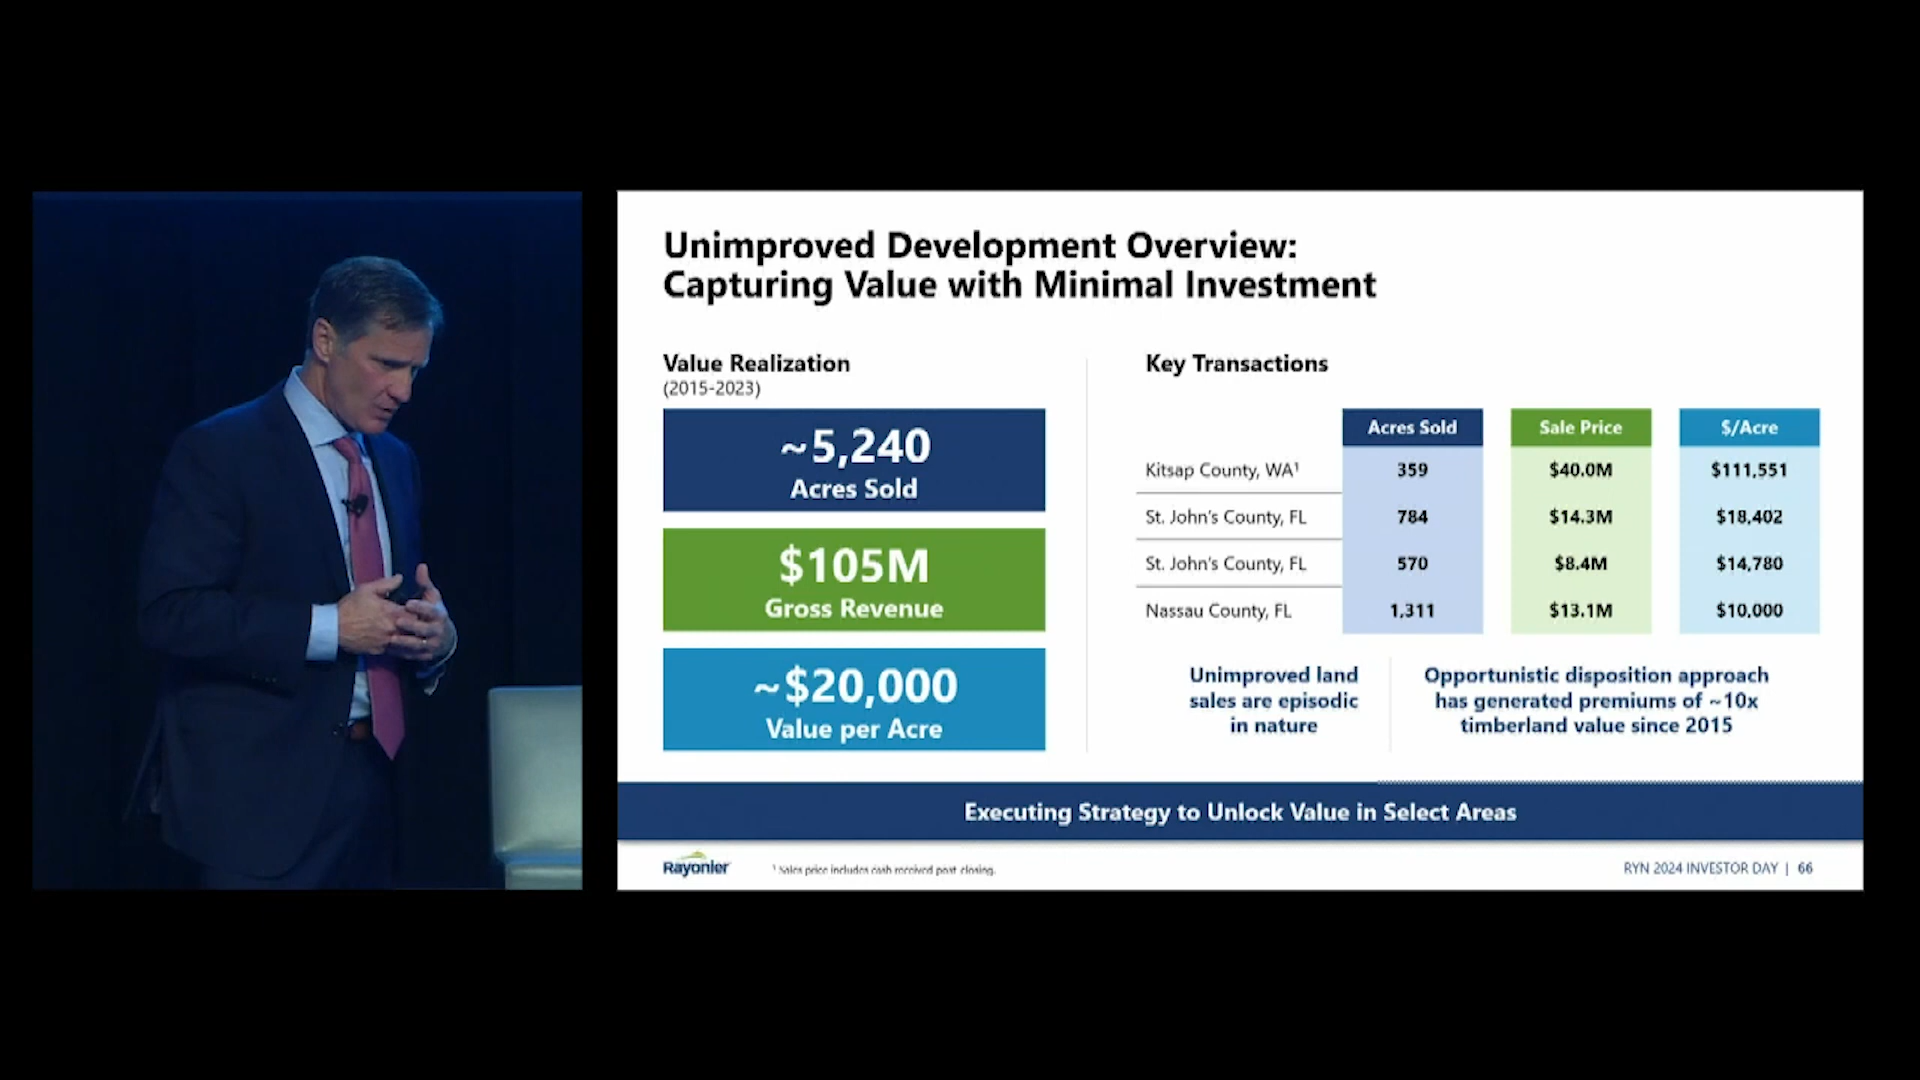 Unimproved Development Overview:
Capturing Value with Minimal Investment
Value Realization
(2015-2023)
~5,240
Acres Sold
$105M
Gross Revenue
~$20,000
Value per Acre
Key Transactions
Acres Sold Sale Price $/Acre
Kitsap County, WA¹ 359 $40.0M $111,551
St. John's County, FL 784 $14.3M $18,402
St. John's County, FL 570 $8.4M $14,780
Nassau County, FL 1,311 $13.1M $10,000
Unimproved land
sales are episodic
in nature
Opportunistic disposition approach
has generated premiums of ~10x
timberland value since 2015
Executing Strategy to Unlock Value in Select Areas
Rayonier
¹ Sales price includes cash received post-closing.
RYN 2024 INVESTOR DAY | 66